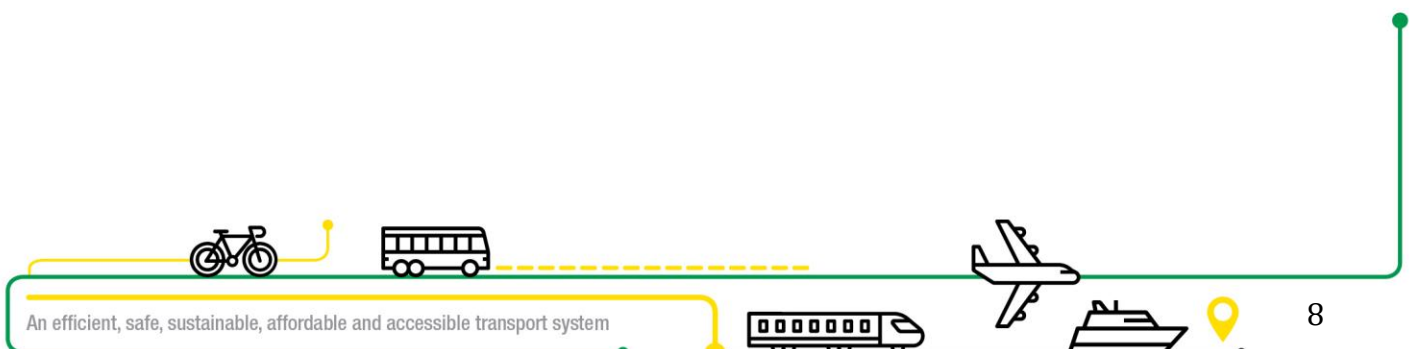 An efficient, safe, sustainable, affordable and accessible transport system
8